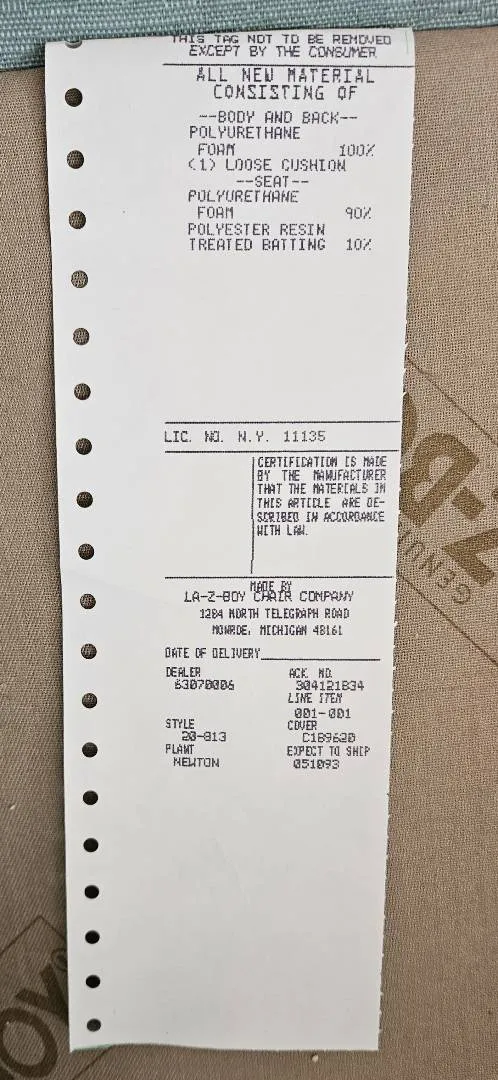 THIS TAG NOT TO BE REMOVED
EXCEPT BY THE CONSUMER
ALL NEW MATERIAL
CONSISTING OF
--BODY AND BACK--
POLYURETHANE
FOAM 100%
(1) LOOSE CUSHION
--SEAT--
POLYURETHANE
FOAM 90%
POLYESTER RESIN
TREATED BATTING 10%
LIC. NO. N.Y. 11135
CERTIFICATION IS MADE
BY THE MANUFACTURER
THAT THE MATERIALS IN
THIS ARTICLE ARE DE-
SCRIBED IN ACCORDANCE
WITH LAW.
MADE BY
LA-Z-BOY CHAIR COMPANY
1284 NORTH TELEGRAPH ROAD
MONROE, MICHIGAN 48161
DATE OF DELIVERY
DEALER ACK NO.
63070006 304121834
LINE ITEM
001-001
STYLE COVER
20-813 C189620
PLANT EXPECT TO SHIP
NEWTON 051093
Z-BO
GENUI
OY®